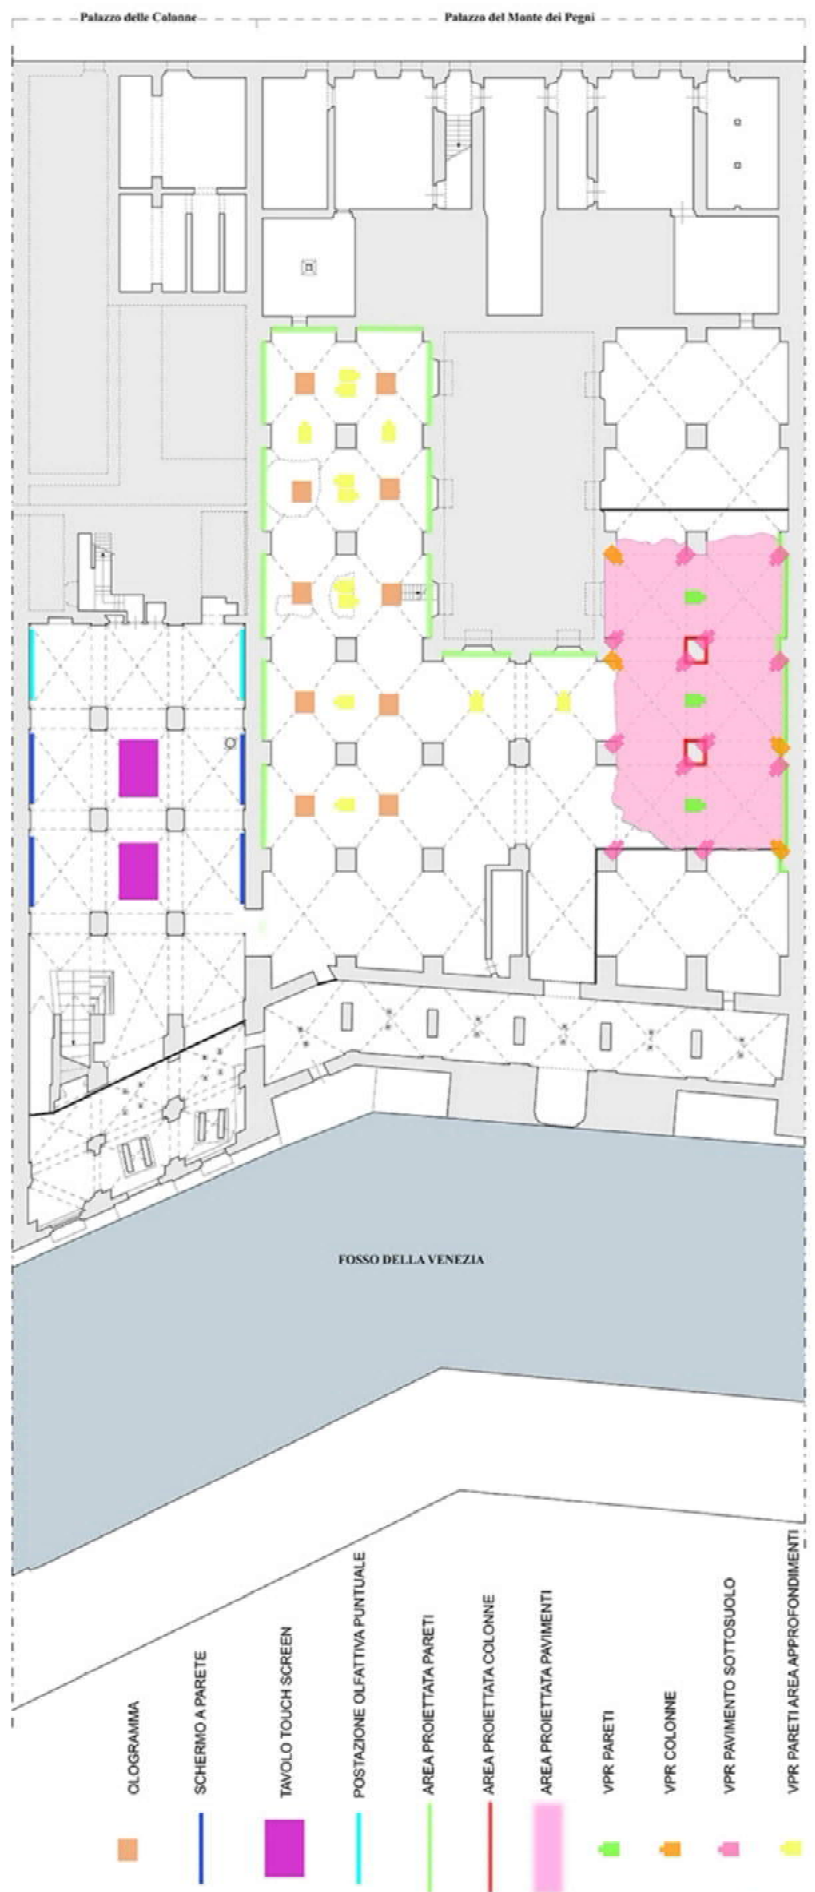 Palazzo delle Colonne
Palazzo del Monte dei Pegni
FOSSO DELLA VENEZIA
OLOGRAMMA
SCHERMO A PARETE
TAVOLO TOUCH SCREEN
POSTAZIONE OLFATTIVA PUNTUALE
AREA PROIETTATA PARETI
AREA PROIETTATA COLONNE
AREA PROIETTATA PAVIMENTI
VPR PARETI
VPR COLONNE
VPR PAVIMENTO SOTTOSUOLO
VPR PARETI AREA APPROFONDIMENTI